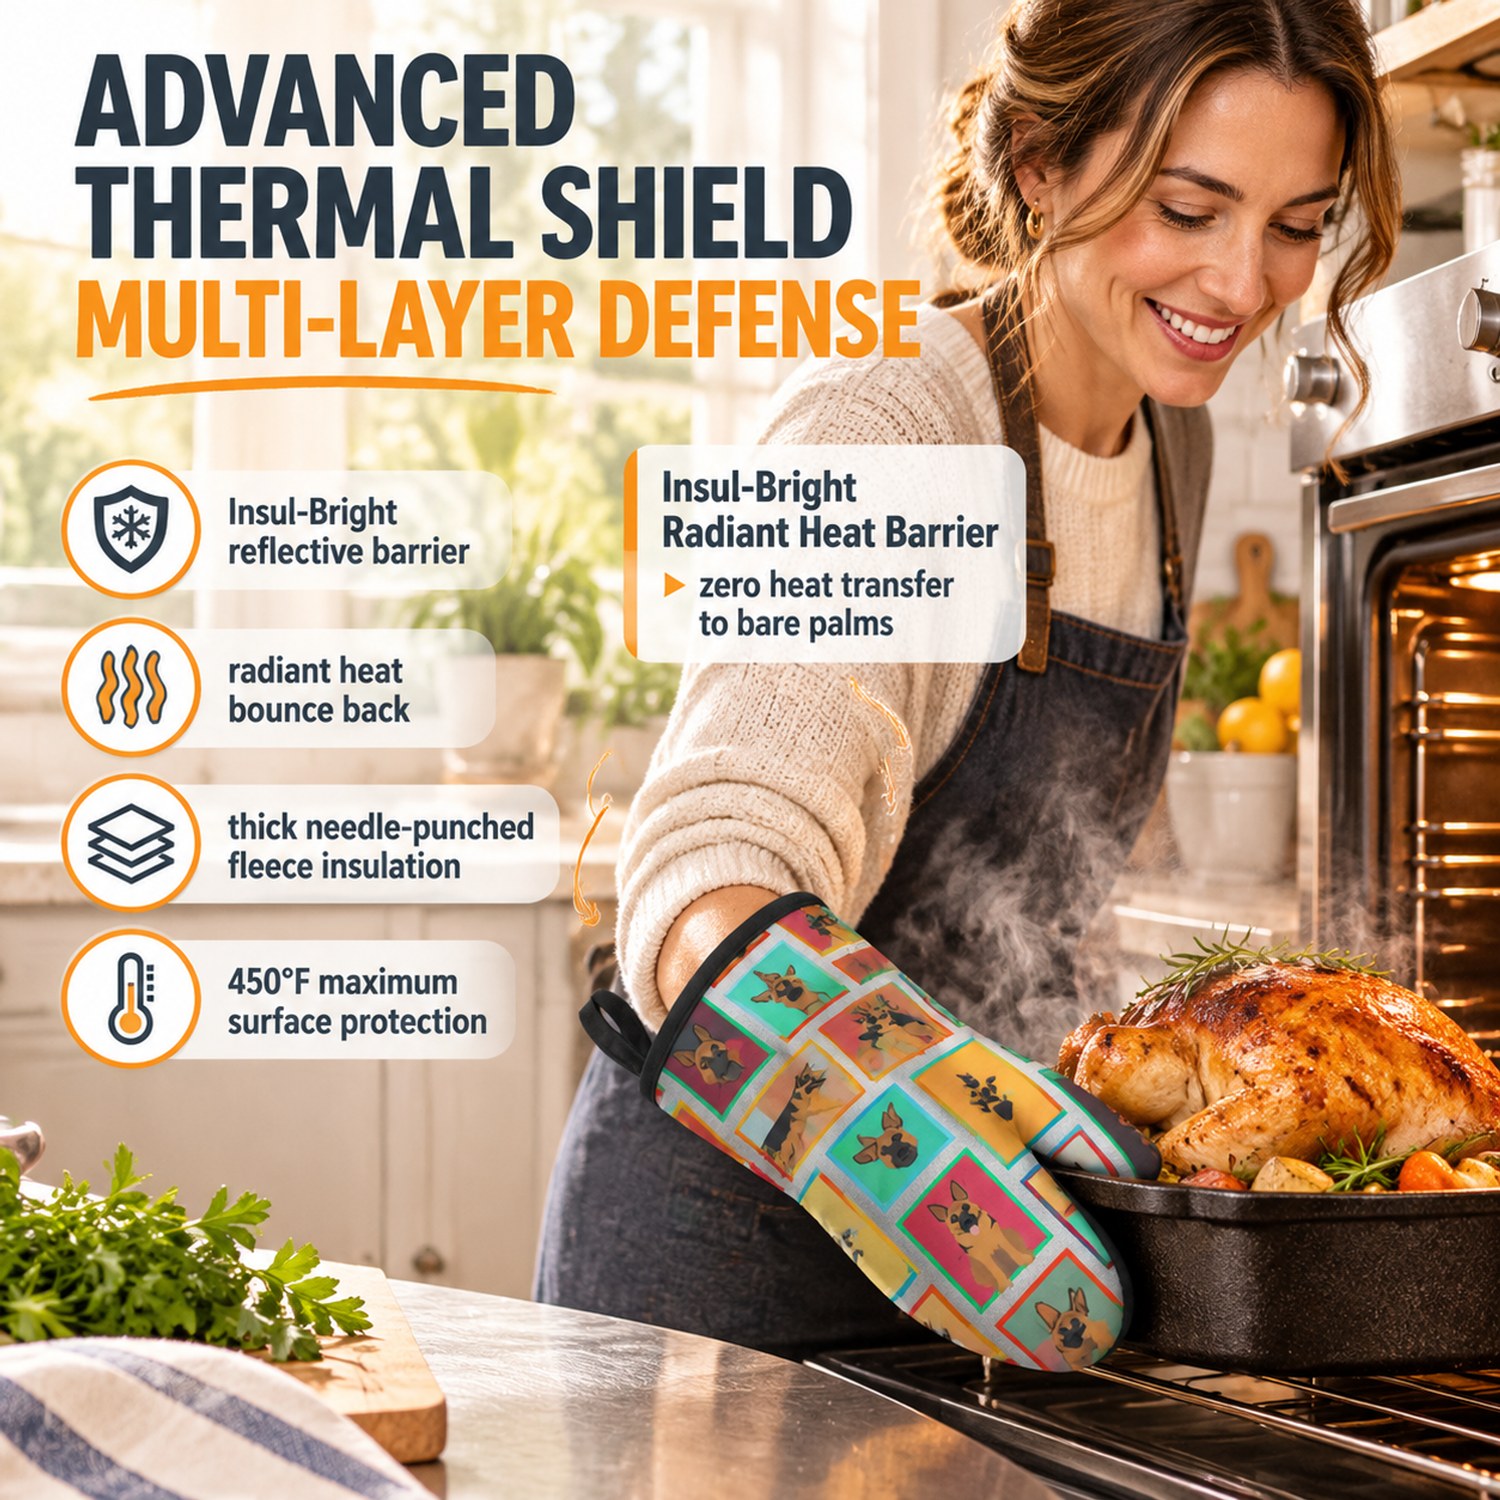 ADVANCED
THERMAL SHIELD
MULTI-LAYER DEFENSE
Insul-Bright
reflective barrier
radiant heat
bounce back
thick needle-punched
fleece insulation
450°F maximum
surface protection
Insul-Bright
Radiant Heat Barrier
zero heat transfer
to bare palms